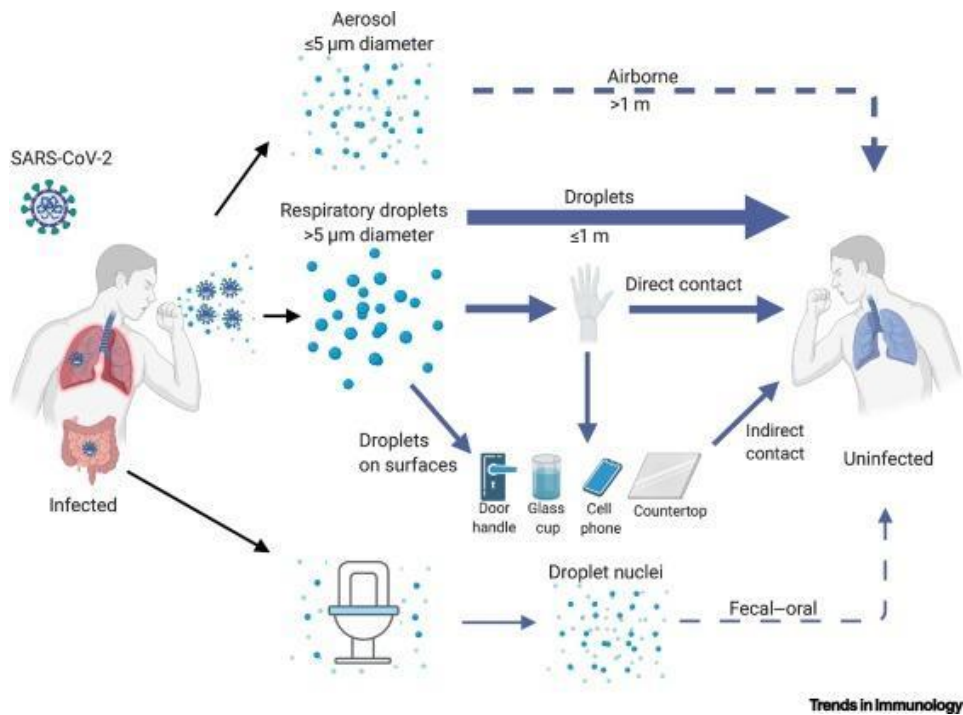 Aerosol
≤5 μm diameter
Airborne
>1 m
SARS-CoV-2
Respiratory droplets
>5 μm diameter
Droplets
≤1 m
Direct contact
Droplets
on surfaces
Indirect
contact
Uninfected
Infected
Door
handle
Glass
cup
Cell
phone
Countertop
Droplet nuclei
Fecal–oral
Trends in Immunology